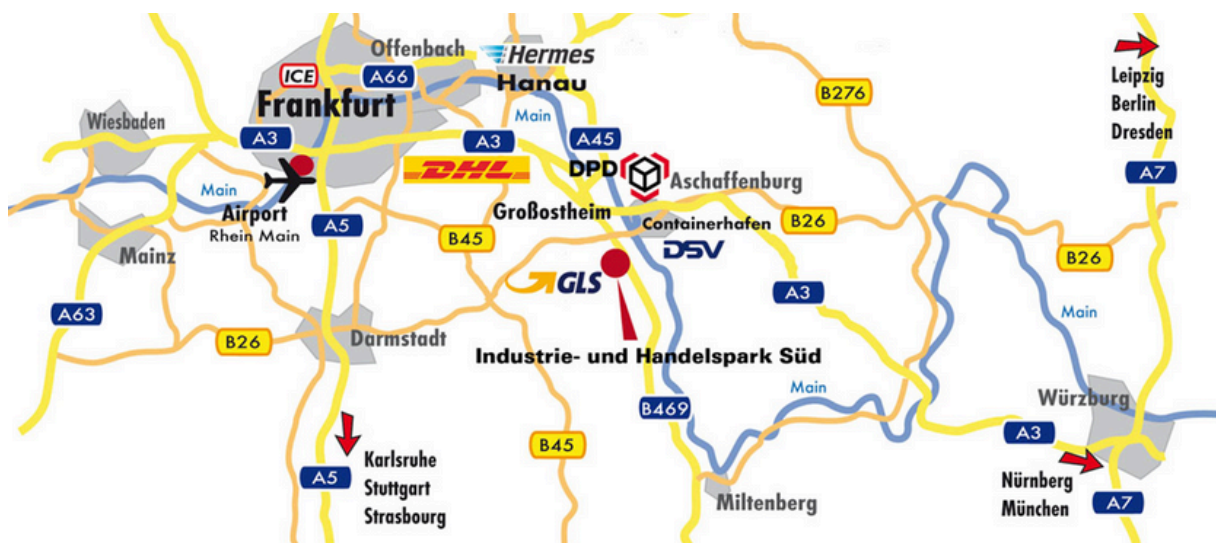 Offenbach
Hermes
ICE
A66
Hanau
Frankfurt
B276
Leipzig
Berlin
Dresden
Wiesbaden
A3
A3
Main
A45
DHL
DPD
A7
Main
Airport
Rhein Main
A5
Großostheim
Aschaffenburg
Containerhafen
B26
DSV
B45
B26
Mainz
GLS
A3
A63
B26
Darmstadt
Main
Industrie- und Handelspark Süd
Main
B469
Würzburg
A3
B45
Karlsruhe
Stuttgart
Strasbourg
A5
Miltenberg
Nürnberg
München
A7